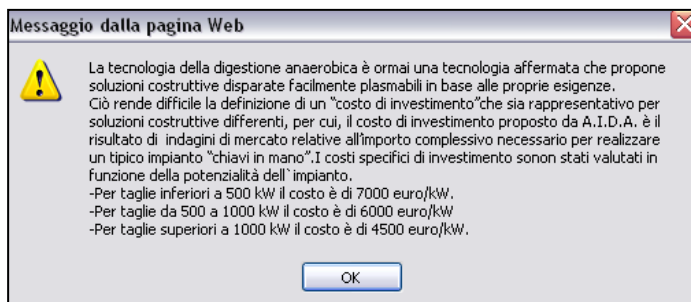 Messaggio dalla pagina Web
La tecnologia della digestione anaerobica è ormai una tecnologia affermata che propone
soluzioni costruttive disparate facilmente plasmabili in base alle proprie esigenze.
Ciò rende difficile la definizione di un "costo di investimento"che sia rappresentativo per
soluzioni costruttive differenti, per cui, il costo di investimento proposto da A.I.D.A. è il
risultato di indagini di mercato relative all'importo complessivo necessario per realizzare
un tipico impianto "chiavi in mano".I costi specifici di investimento sonon stati valutati in
funzione della potenzialità dell`impianto.
-Per taglie inferiori a 500 kW il costo è di 7000 euro/kW.
-Per taglie da 500 a 1000 kW il costo è di 6000 euro/kW
-Per taglie superiori a 1000 kW il costo è di 4500 euro/kW.
OK